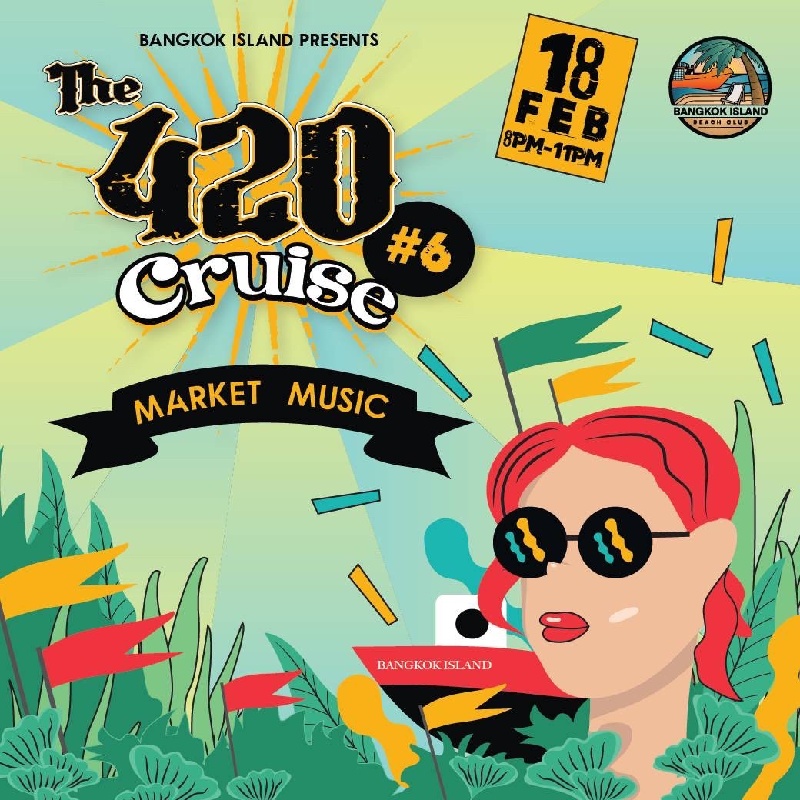 BANGKOK ISLAND PRESENTS
The
420
Cruise
#6
18
FEB
8PM-11PM
BANGKOK ISLAND
BEACH CLUB
MARKET MUSIC
BANGKOK ISLAND